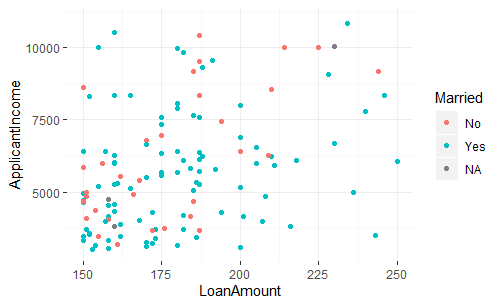 10000
7500
5000
ApplicantIncome
150
175
200
225
250
LoanAmount
Married
No
Yes
NA